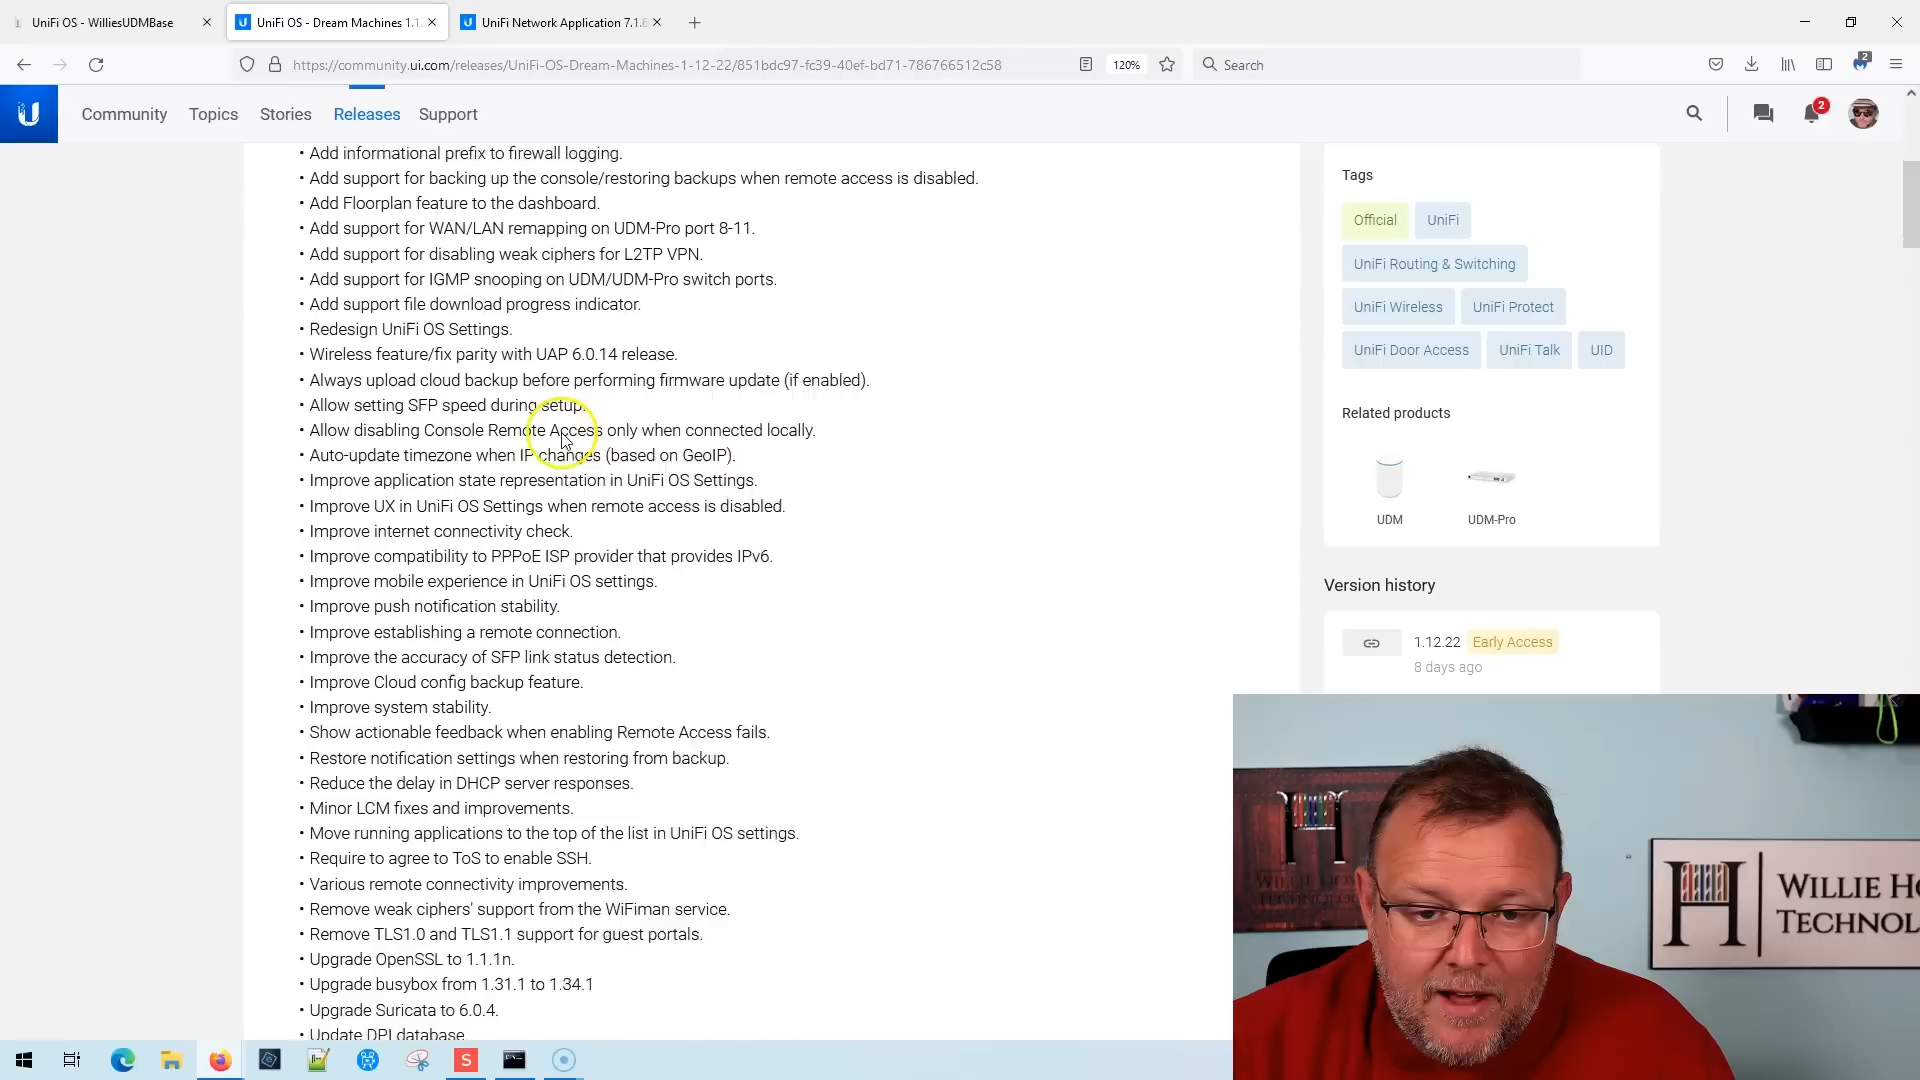 UniFi OS - WilliesUDMBase
UniFi OS - Dream Machines 1.1
UniFi Network Application 7.1.6
https://community.ui.com/releases/UniFi-OS-Dream-Machines-1-12-22/851bdc97-fc39-40ef-bd71-786766512c58
120%
Search
2
Community
Topics
Stories
Releases
Support
2
• Add informational prefix to firewall logging.
• Add support for backing up the console/restoring backups when remote access is disabled.
• Add Floorplan feature to the dashboard.
• Add support for WAN/LAN remapping on UDM-Pro port 8-11.
• Add support for disabling weak ciphers for L2TP VPN.
• Add support for IGMP snooping on UDM/UDM-Pro switch ports.
• Add support file download progress indicator.
• Redesign UniFi OS Settings.
• Wireless feature/fix parity with UAP 6.0.14 release.
• Always upload cloud backup before performing firmware update (if enabled).
• Allow setting SFP speed during setup.
• Allow disabling Console Remote Access only when connected locally.
• Auto-update timezone when IP changes (based on GeoIP).
• Improve application state representation in UniFi OS Settings.
• Improve UX in UniFi OS Settings when remote access is disabled.
• Improve internet connectivity check.
• Improve compatibility to PPPoE ISP provider that provides IPv6.
• Improve mobile experience in UniFi OS settings.
• Improve push notification stability.
• Improve establishing a remote connection.
• Improve the accuracy of SFP link status detection.
• Improve Cloud config backup feature.
• Improve system stability.
• Show actionable feedback when enabling Remote Access fails.
• Restore notification settings when restoring from backup.
• Reduce the delay in DHCP server responses.
• Minor LCM fixes and improvements.
• Move running applications to the top of the list in UniFi OS settings.
• Require to agree to ToS to enable SSH.
• Various remote connectivity improvements.
• Remove weak ciphers' support from the WiFiman service.
• Remove TLS1.0 and TLS1.1 support for guest portals.
• Upgrade OpenSSL to 1.1.1n.
• Upgrade busybox from 1.31.1 to 1.34.1
• Upgrade Suricata to 6.0.4.
• Update DPI database
Tags
Official
UniFi
UniFi Routing & Switching
UniFi Wireless
UniFi Protect
UniFi Door Access
UniFi Talk
UID
Related products
UDM
UDM-Pro
Version history
1.12.22
Early Access
8 days ago
WILLIE HO
TECHNOLO
S